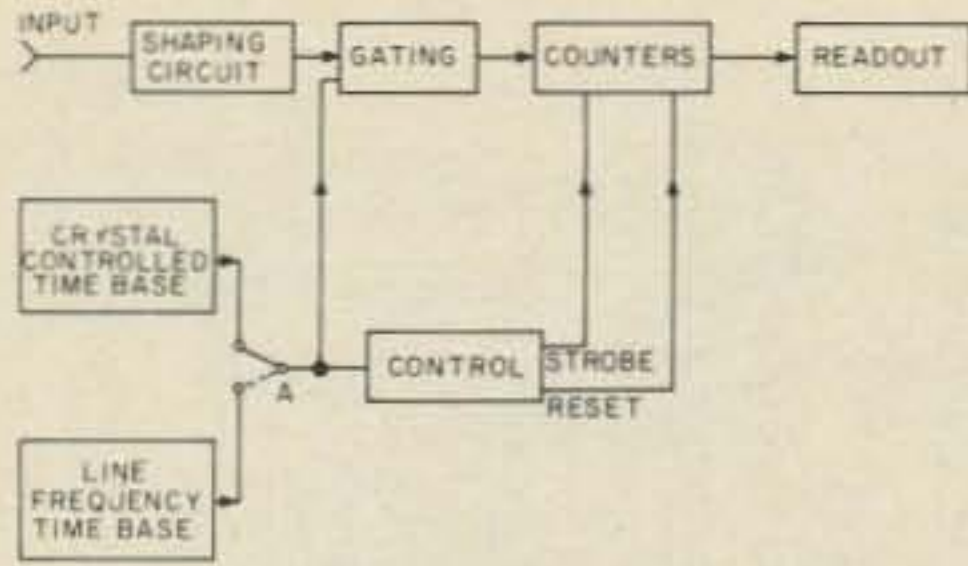 INPUT
SHAPING
CIRCUIT
GATING
COUNTERS
READOUT
CRYSTAL
CONTROLLED
TIME BASE
A
CONTROL
STROBE
RESET
LINE
FREQUENCY
TIME BASE